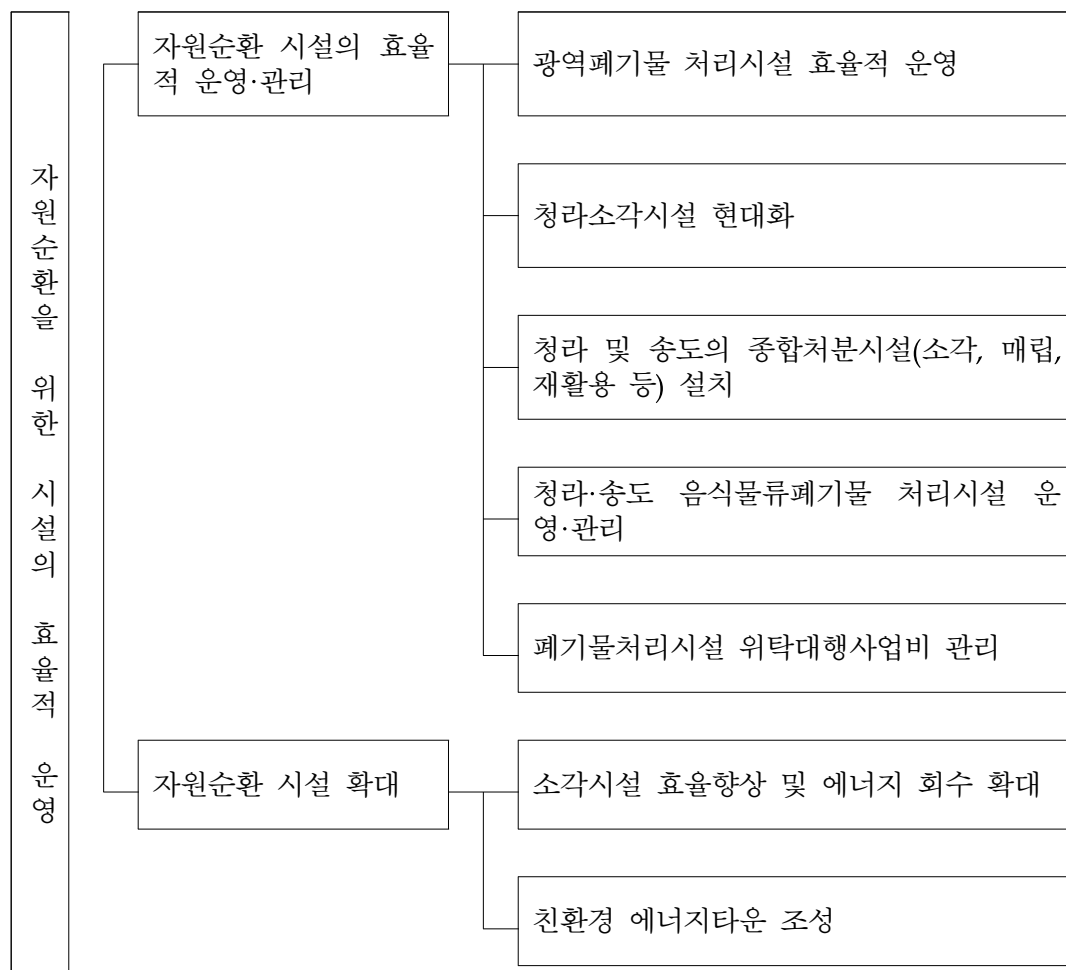 자원순환을 위한 시설의 효율적 운영
자원순환 시설의 효율
적 운영·관리
광역폐기물 처리시설 효율적 운영
청라소각시설 현대화
청라 및 송도의 종합처분시설(소각, 매립,
재활용 등) 설치
청라·송도 음식물류폐기물 처리시설 운
영·관리
폐기물처리시설 위탁대행사업비 관리
자원순환 시설 확대
소각시설 효율향상 및 에너지 회수 확대
친환경 에너지타운 조성